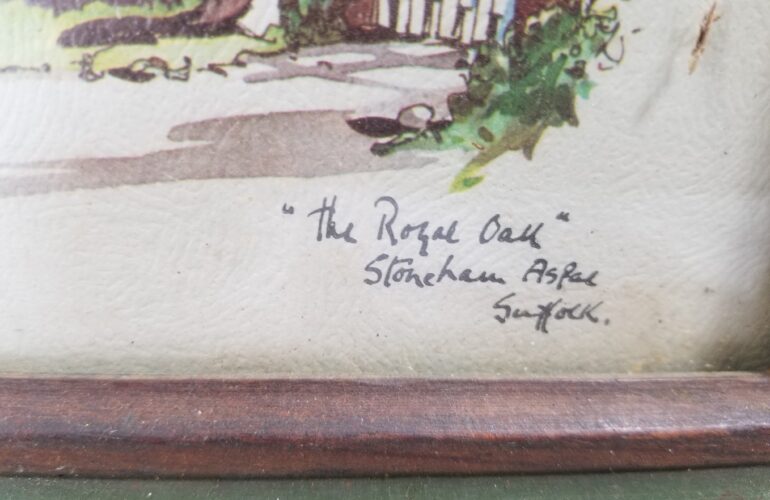 "The Royal Oak"
Stoneham Aspal
Suffolk.